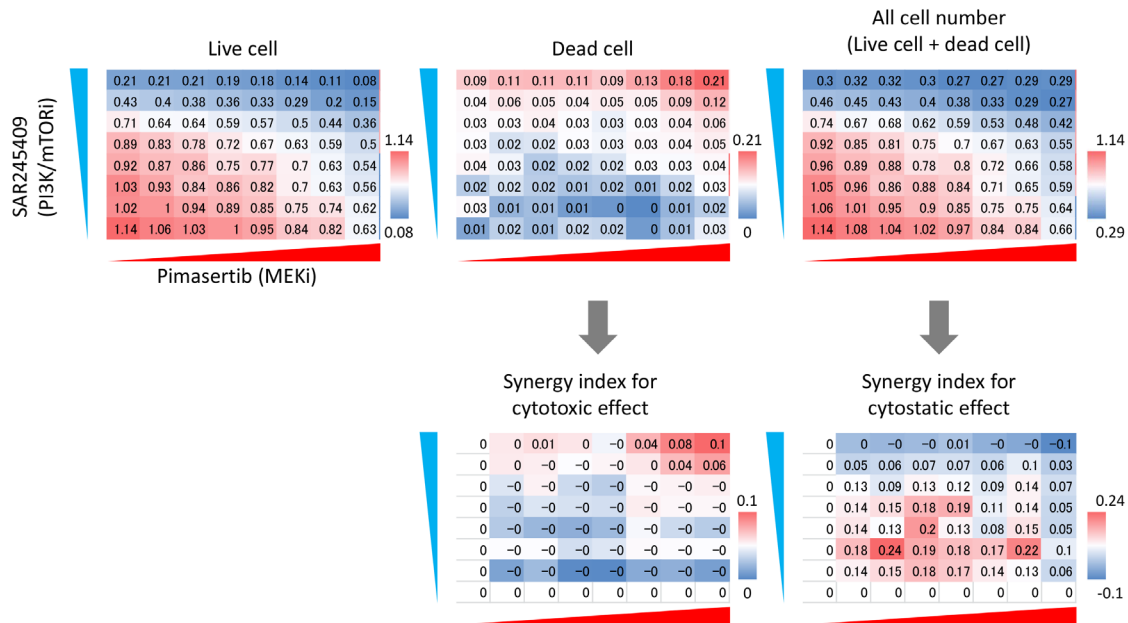 Live cell
Dead cell
All cell number
(Live cell + dead cell)
SAR245409
(PI3K/mTORi)
0.21 0.21 0.21 0.19 0.18 0.14 0.11 0.08
0.43 0.4 0.38 0.36 0.33 0.29 0.2 0.15
0.71 0.64 0.64 0.59 0.57 0.5 0.44 0.36
0.89 0.83 0.78 0.72 0.67 0.63 0.59 0.5
0.92 0.87 0.86 0.75 0.77 0.7 0.63 0.54
1.03 0.93 0.84 0.86 0.82 0.7 0.63 0.56
1.02 1 0.94 0.89 0.85 0.75 0.74 0.62
1.14 1.06 1.03 1 0.95 0.84 0.82 0.63
1.14
0.08
Pimasertib (MEKi)
0.09 0.11 0.11 0.11 0.09 0.13 0.18 0.21
0.04 0.06 0.05 0.04 0.05 0.05 0.09 0.12
0.03 0.03 0.04 0.03 0.03 0.03 0.04 0.06
0.03 0.02 0.02 0.03 0.03 0.03 0.04 0.05
0.04 0.03 0.02 0.02 0.03 0.03 0.03 0.04
0.02 0.02 0.02 0.01 0.02 0.01 0.02 0.03
0.03 0.01 0.01 0.01 0 0 0.01 0.02
0.01 0.02 0.01 0.02 0.02 0 0.01 0.03
0.21
0
0.3 0.32 0.32 0.3 0.27 0.27 0.29 0.29
0.46 0.45 0.43 0.4 0.38 0.33 0.29 0.27
0.74 0.67 0.68 0.62 0.59 0.53 0.48 0.42
0.92 0.85 0.81 0.75 0.7 0.67 0.63 0.55
0.96 0.89 0.88 0.78 0.8 0.72 0.66 0.58
1.05 0.96 0.86 0.88 0.84 0.71 0.65 0.59
1.06 1.01 0.95 0.9 0.85 0.75 0.75 0.64
1.14 1.08 1.04 1.02 0.97 0.84 0.84 0.66
1.14
0.29
Synergy index for
cytotoxic effect
0 0 0.01 0 −0 0.04 0.08 0.1
0 0 −0 −0 −0 0 0.04 0.06
0 −0 −0 −0 −0 −0 −0 −0
0 −0 −0 −0 −0 −0 −0 −0
0 −0 −0 −0 −0 −0 −0 −0
0 −0 −0 −0 −0 −0 −0 −0
0 −0 −0 −0 −0 −0 −0 −0
0 0 0 0 0 0 0 0
0.1
0
Synergy index for
cytostatic effect
0 0 −0 −0 0.01 −0 −0 −0.1
0 0.05 0.06 0.07 0.07 0.06 0.1 0.03
0 0.13 0.09 0.13 0.12 0.09 0.14 0.07
0 0.14 0.15 0.18 0.19 0.11 0.14 0.05
0 0.14 0.13 0.2 0.13 0.08 0.15 0.05
0 0.18 0.24 0.19 0.18 0.17 0.22 0.1
0 0.14 0.15 0.18 0.17 0.14 0.13 0.06
0 0 0 0 0 0 0 0
0.24
-0.1